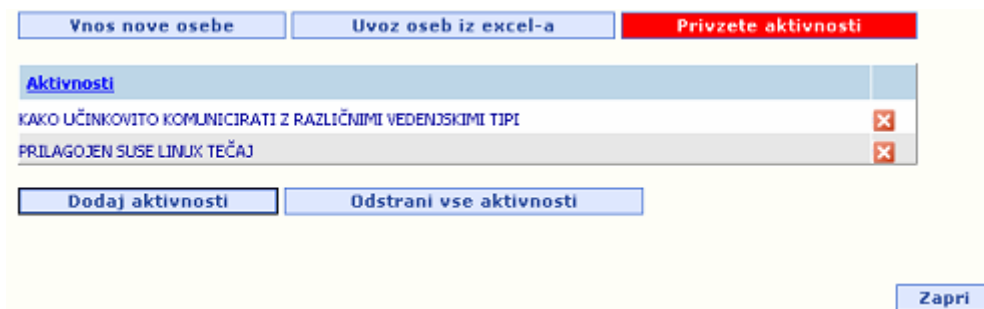 Vnos nove osebe Uvoz oseb iz excel-a Privzete aktivnosti
Aktivnosti
KAKO UČINKOVITO KOMUNICIRATI Z RAZLIČNIMI VEDENJSKIMI TIPI
PRILAGOJEN SUSE LINUX TEČAJ
Dodaj aktivnosti Odstrani vse aktivnosti
Zapri